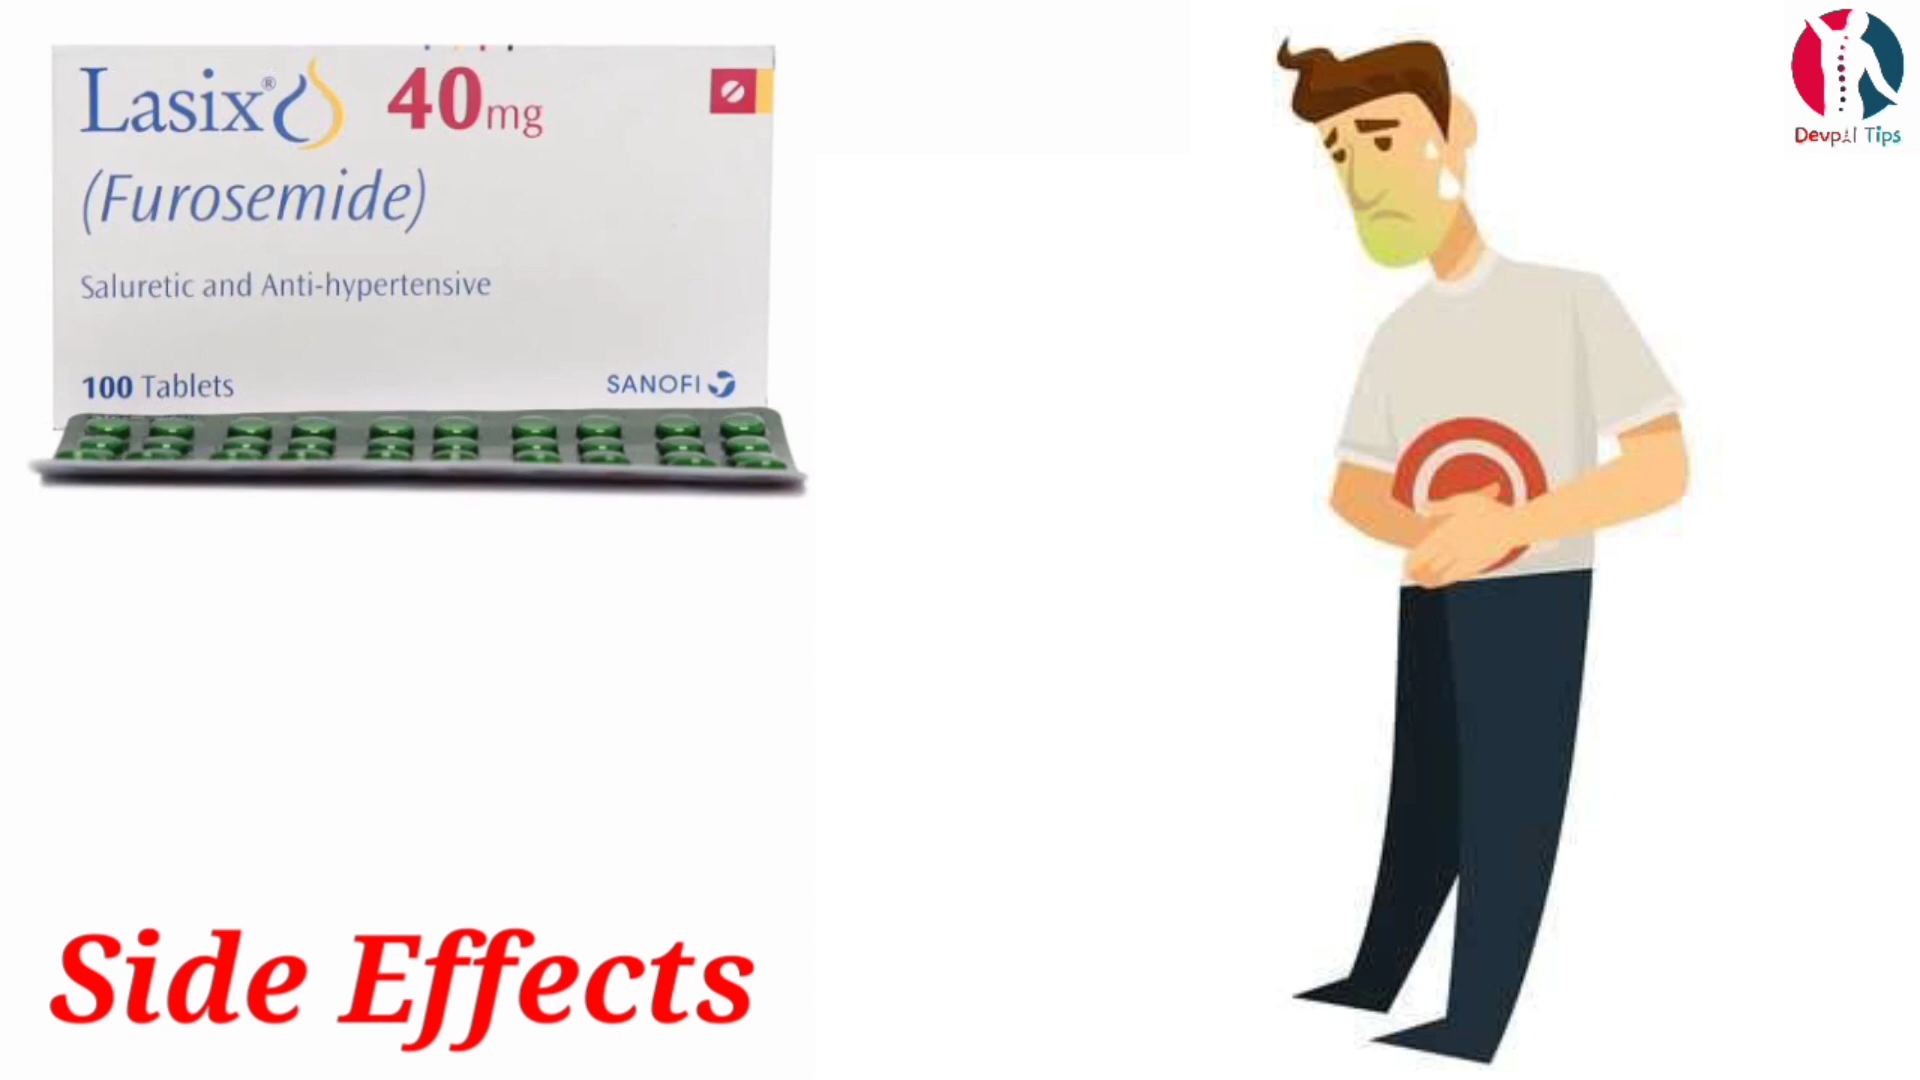 Lasix® 40mg
(Furosemide)
Saluretic and Anti-hypertensive
100 Tablets
SANOFI
Side Effects
Devpal Tips